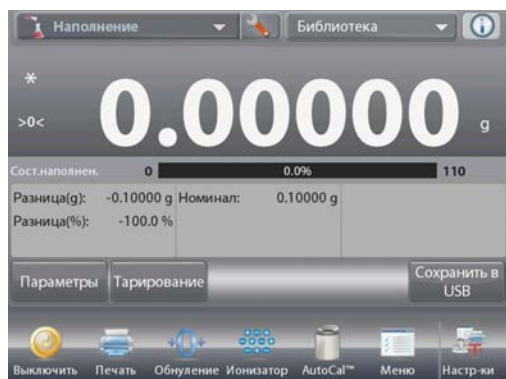 Наполнение
Библиотека
*
>0<
0.00000 g
Сост.наполнен. 0 0.0% 110
Разница(g): -0.10000 g Номинал: 0.10000 g
Разница(%): -100.0 %
Параметры Тарирование Сохранить в
USB
Выключить Печать Обнуление Ионизатор AutoCal™ Меню Настр-ки